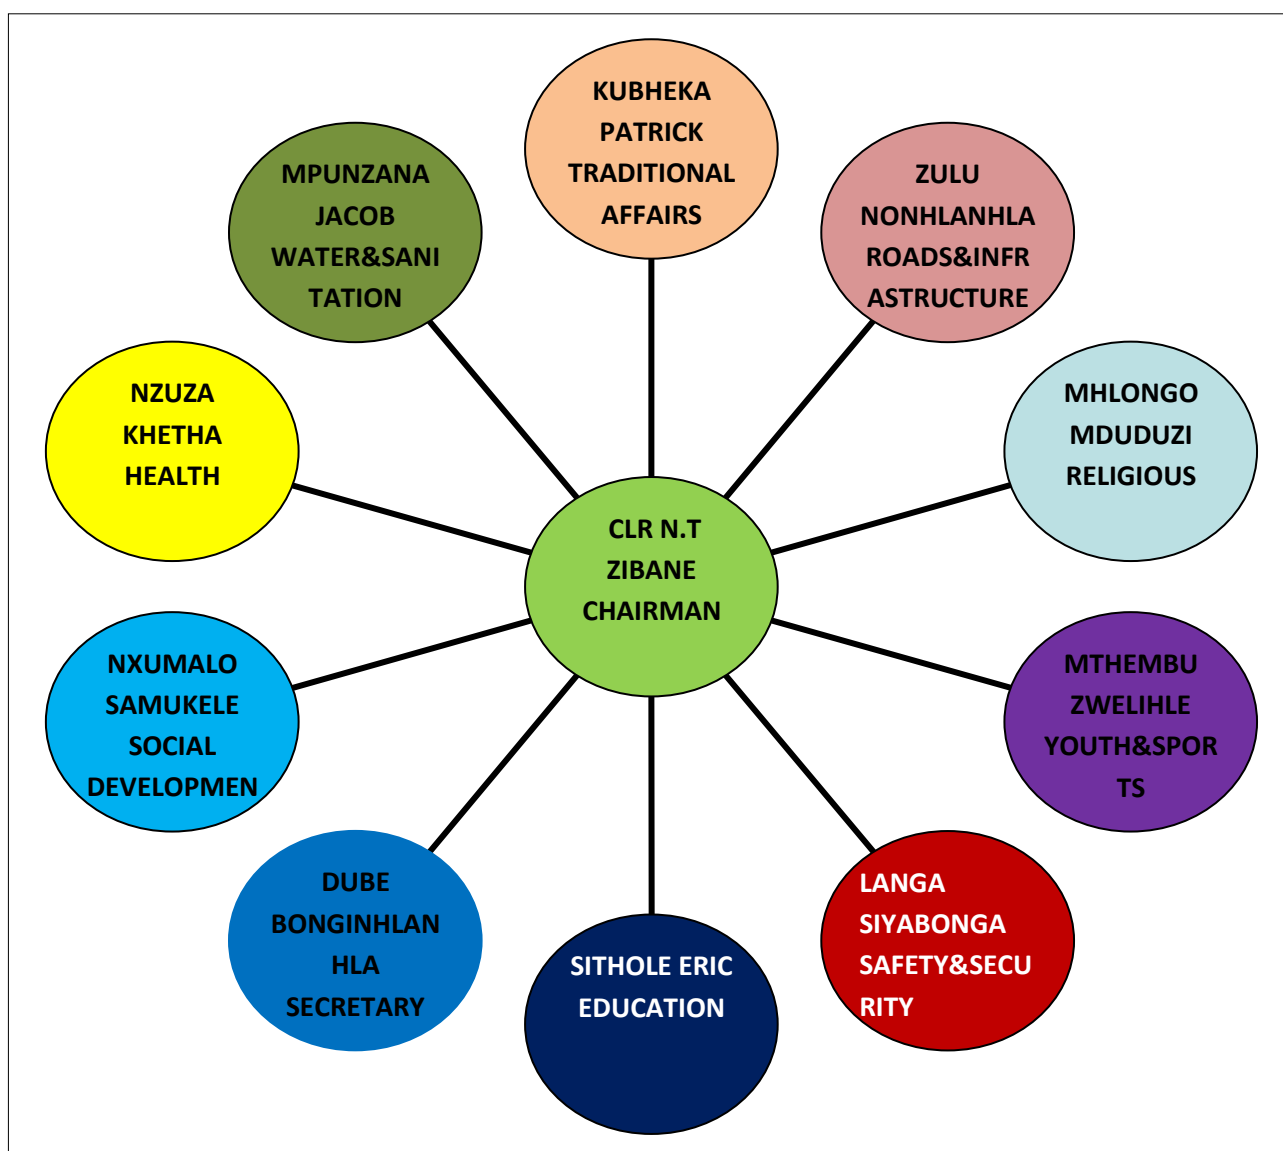 KUBHEKA
PATRICK
TRADITIONAL
AFFAIRS
ZULU
NONHLANHLA
ROADS&INFR
ASTRUCTURE
MHLONGO
MDUDUZI
RELIGIOUS
MTHEMBU
ZWELIHLE
YOUTH&SPOR
TS
LANGA
SIYABONGA
SAFETY&SECU
RITY
SITHOLE ERIC
EDUCATION
DUBE
BONGINHLAN
HLA
SECRETARY
NXUMALO
SAMUKELE
SOCIAL
DEVELOPMEN
NZUZA
KHETHA
HEALTH
MPUNZANA
JACOB
WATER&SANI
TATION
CLR N.T
ZIBANE
CHAIRMAN